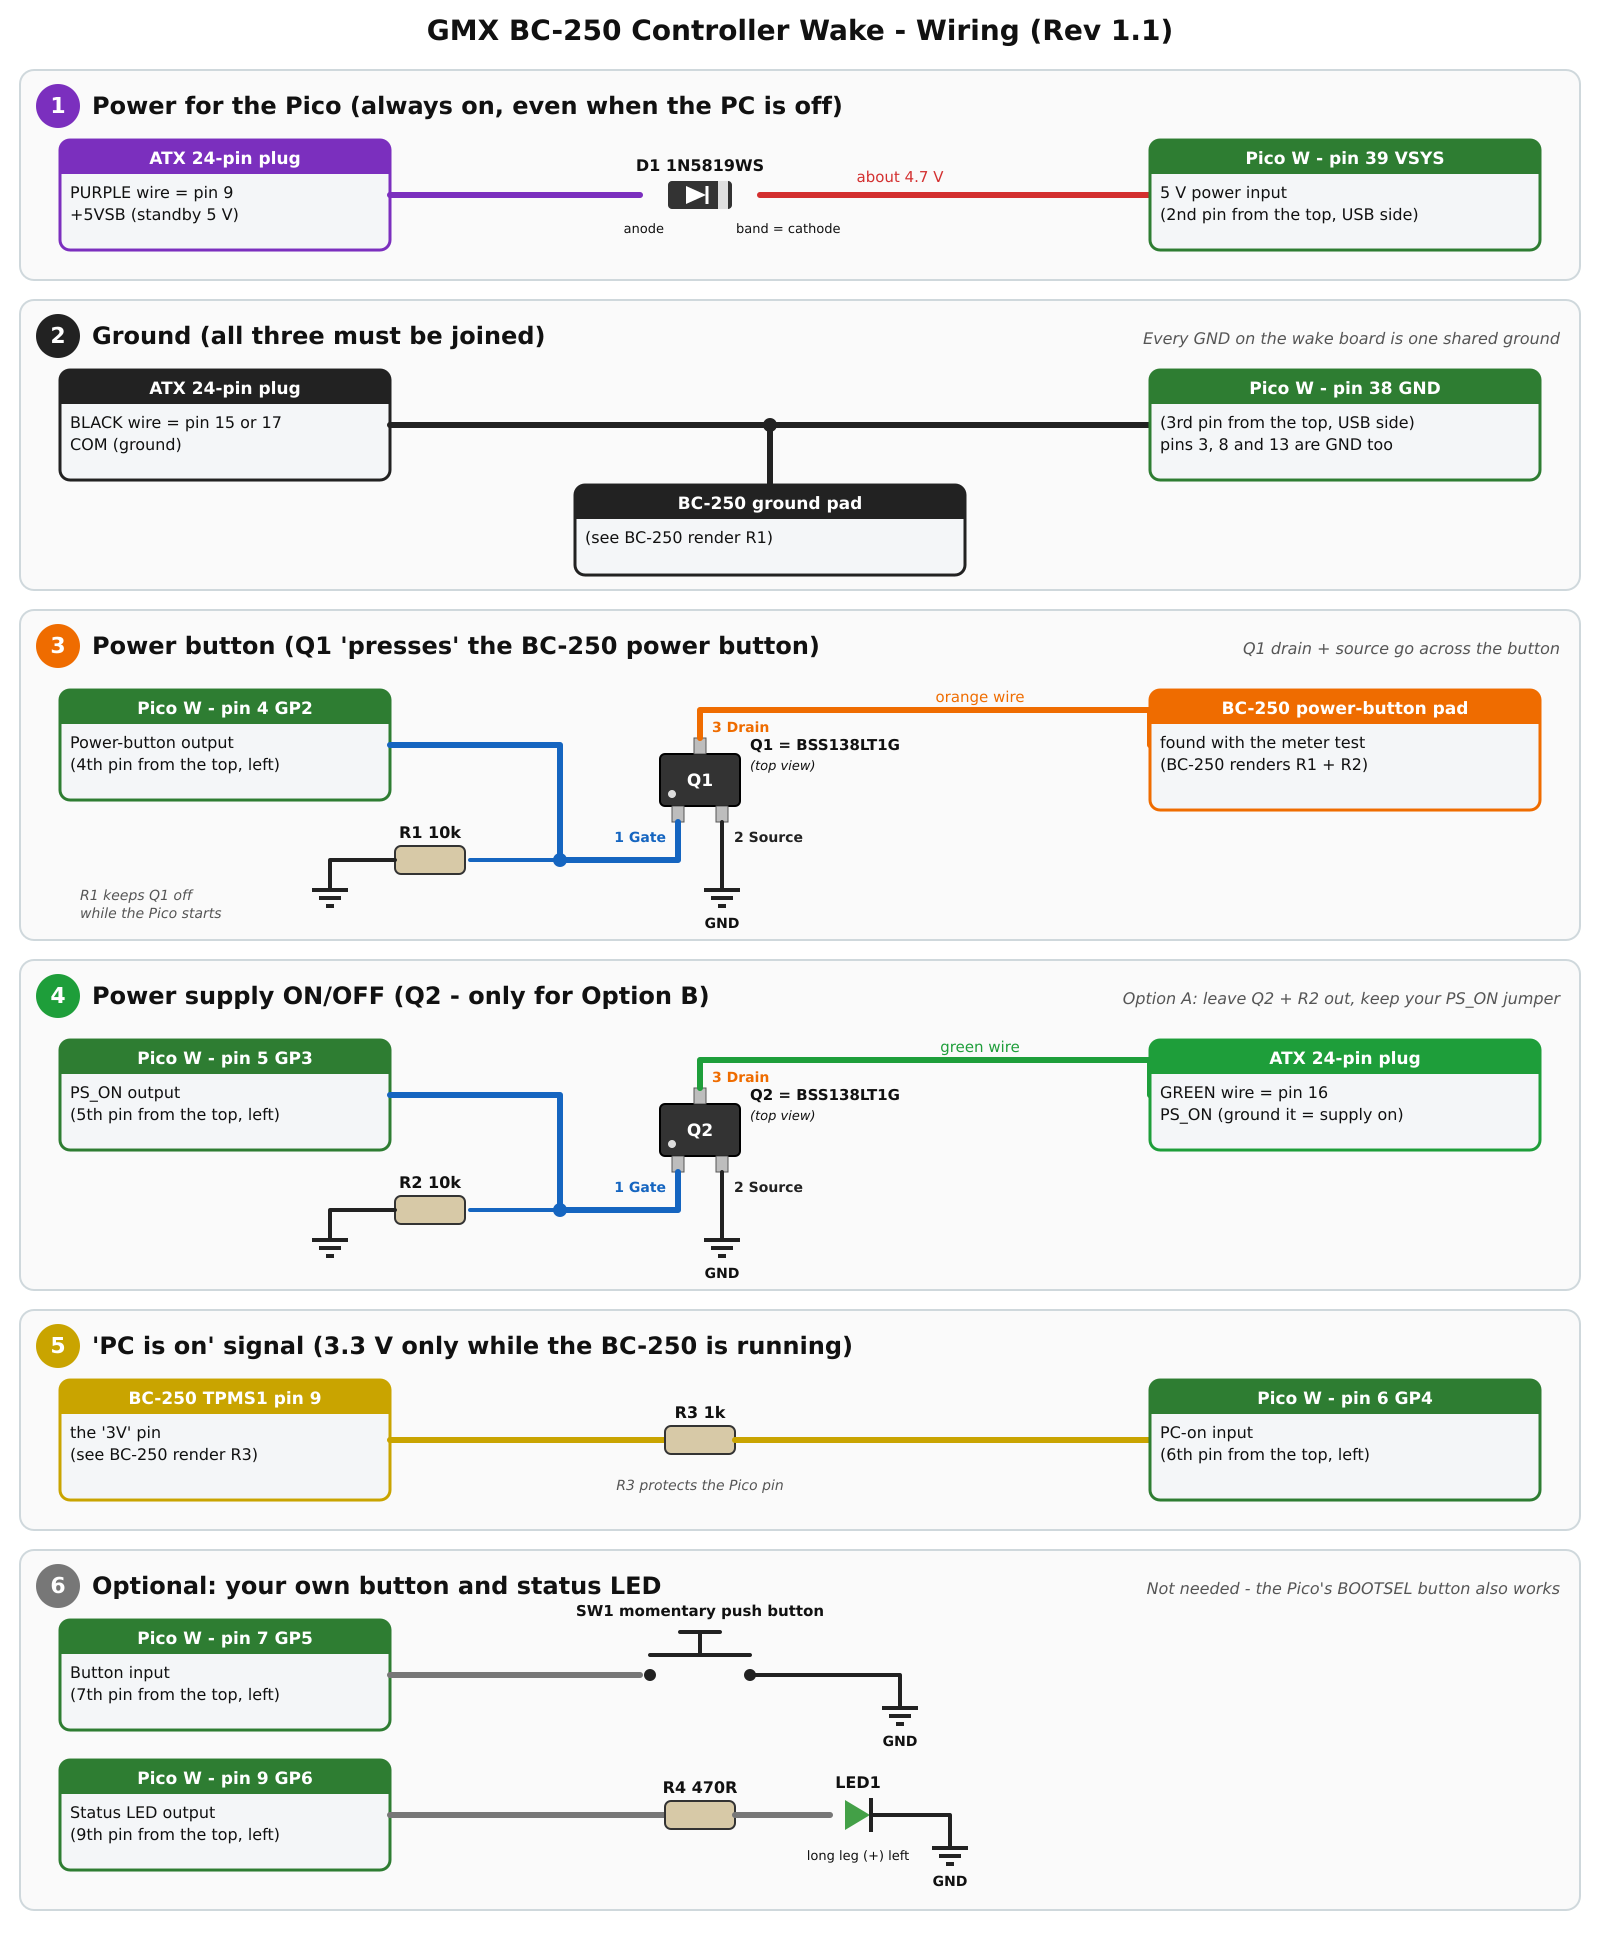 GMX BC-250 Controller Wake - Wiring (Rev 1.1)
1
Power for the Pico (always on, even when the PC is off)
ATX 24-pin plug
PURPLE wire = pin 9
+5VSB (standby 5 V)
D1 1N5819WS
anode
band = cathode
about 4.7 V
Pico W - pin 39 VSYS
5 V power input
(2nd pin from the top, USB side)
2
Ground (all three must be joined)
Every GND on the wake board is one shared ground
ATX 24-pin plug
BLACK wire = pin 15 or 17
COM (ground)
Pico W - pin 38 GND
(3rd pin from the top, USB side)
pins 3, 8 and 13 are GND too
BC-250 ground pad
(see BC-250 render R1)
3
Power button (Q1 'presses' the BC-250 power button)
Q1 drain + source go across the button
Pico W - pin 4 GP2
Power-button output
(4th pin from the top, left)
orange wire
3 Drain
Q1 = BSS138LT1G
(top view)
Q1
1 Gate
2 Source
GND
R1 10k
R1 keeps Q1 off
while the Pico starts
BC-250 power-button pad
found with the meter test
(BC-250 renders R1 + R2)
4
Power supply ON/OFF (Q2 - only for Option B)
Option A: leave Q2 + R2 out, keep your PS_ON jumper
Pico W - pin 5 GP3
PS_ON output
(5th pin from the top, left)
green wire
3 Drain
Q2 = BSS138LT1G
(top view)
Q2
1 Gate
2 Source
GND
R2 10k
ATX 24-pin plug
GREEN wire = pin 16
PS_ON (ground it = supply on)
5
'PC is on' signal (3.3 V only while the BC-250 is running)
BC-250 TPMS1 pin 9
the '3V' pin
(see BC-250 render R3)
R3 1k
R3 protects the Pico pin
Pico W - pin 6 GP4
PC-on input
(6th pin from the top, left)
6
Optional: your own button and status LED
Not needed - the Pico's BOOTSEL button also works
SW1 momentary push button
Pico W - pin 7 GP5
Button input
(7th pin from the top, left)
GND
Pico W - pin 9 GP6
Status LED output
(9th pin from the top, left)
R4 470R
LED1
long leg (+) left
GND